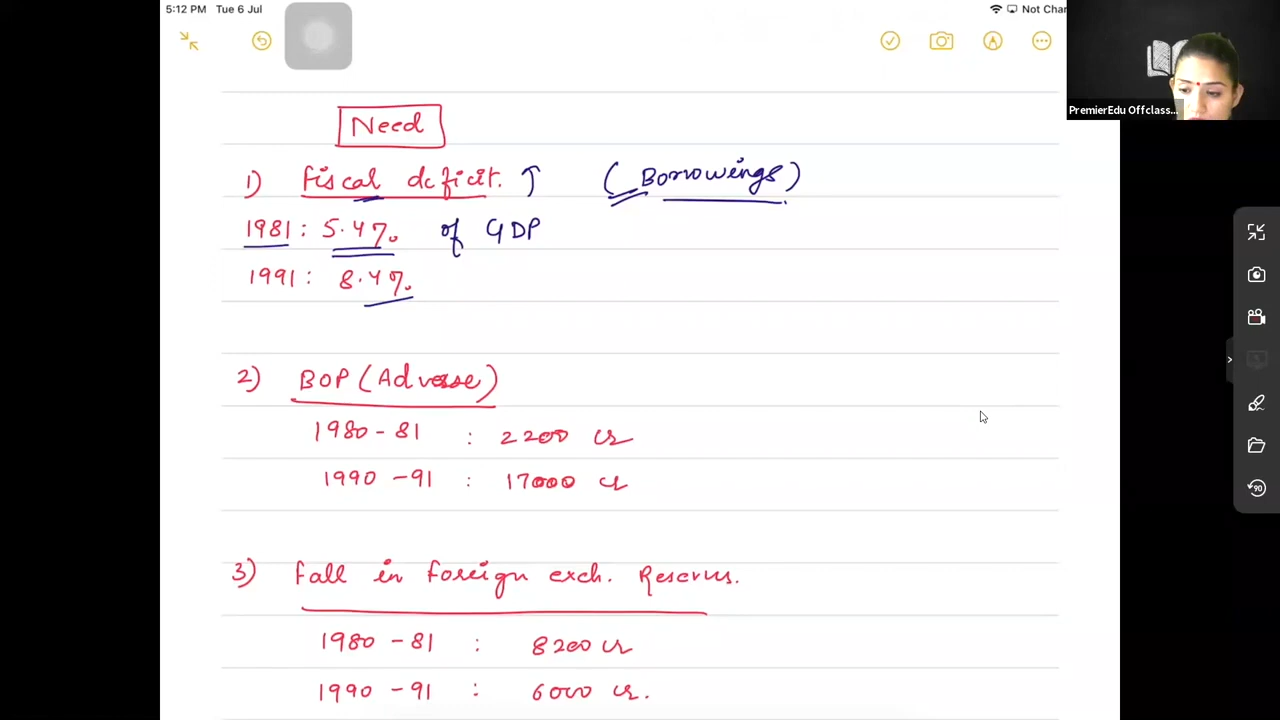 5:12 PM Tue 6 Jul
Not Char
PremierEdu Offclass...
Need
1) Fiscal deficit. ↑ (Borrowings)
1981 : 5.4%. of GDP
1991 : 8.4%.
2) BOP (Adverse)
1980 - 81 : 2200 cr
1990 - 91 : 17000 cr
3) Fall in foreign exch. Reserves.
1980 - 81 : 8200 cr
1990 - 91 : 6000 cr.
90